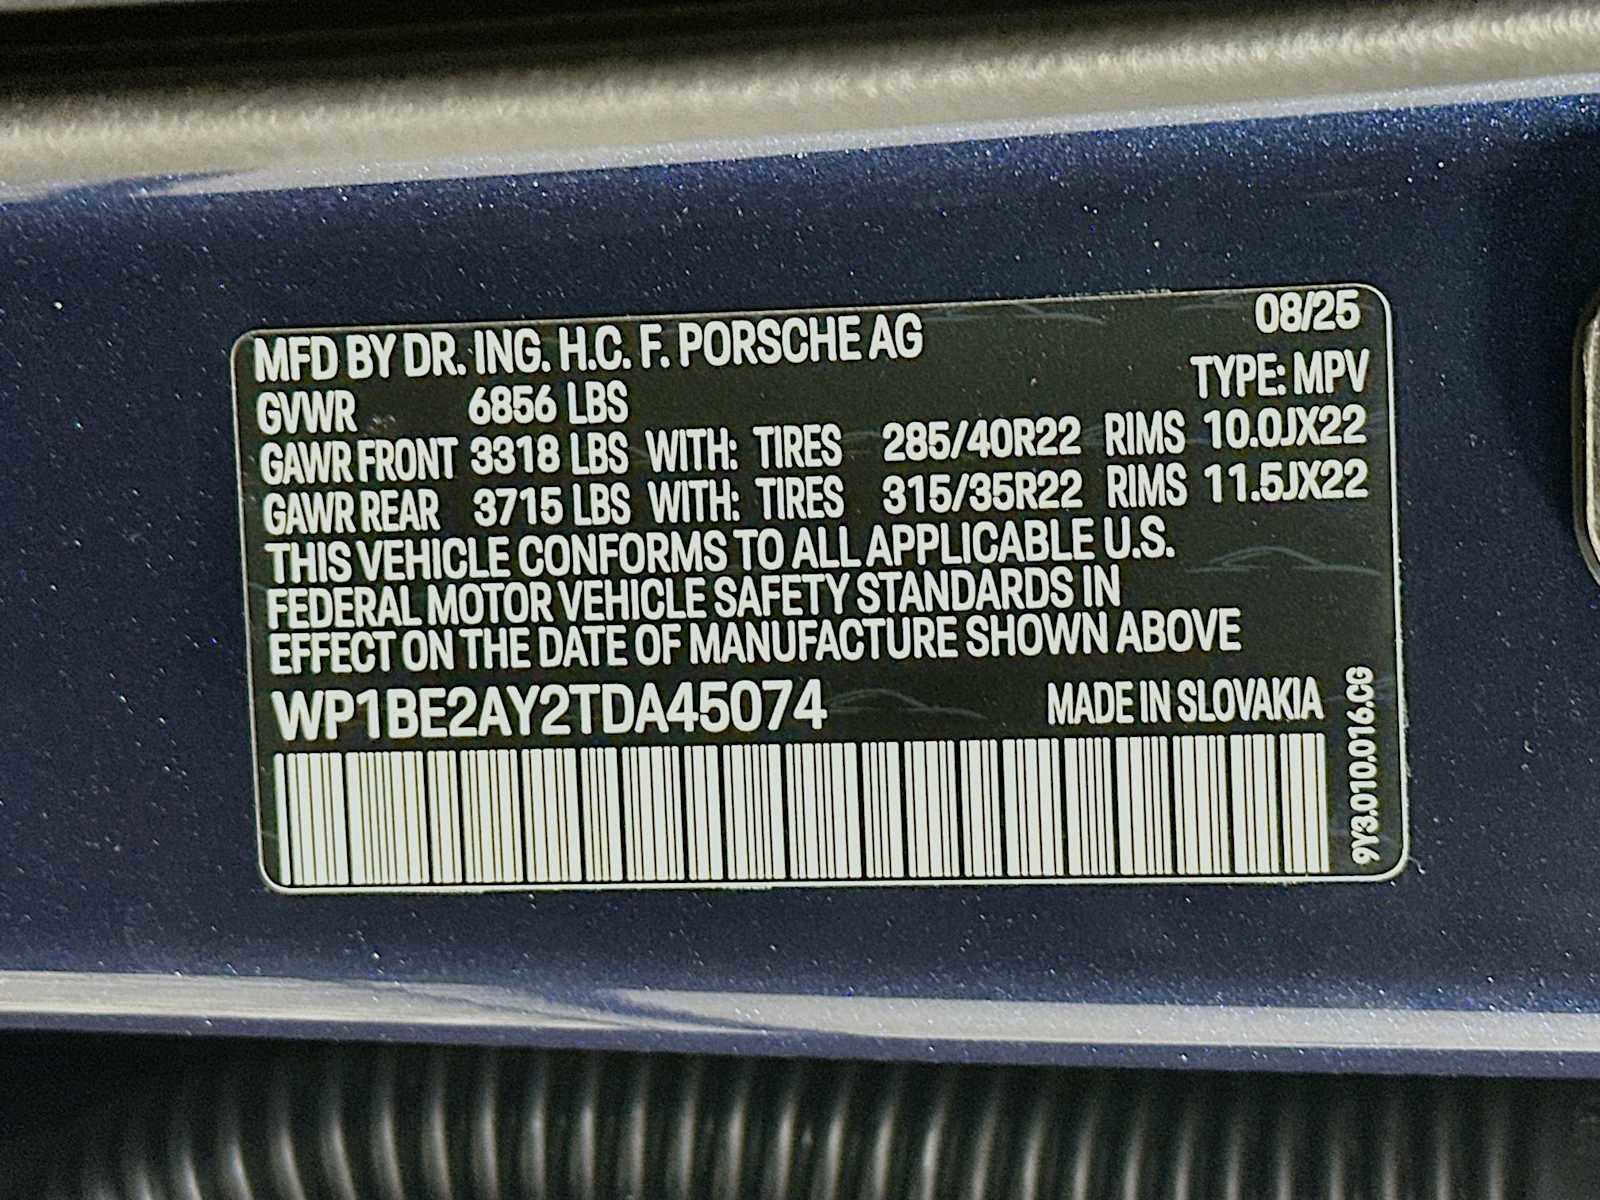 MFD BY DR. ING. H.C. F. PORSCHE AG 08/25
GVWR 6856 LBS TYPE: MPV
GAWR FRONT 3318 LBS WITH: TIRES 285/40R22 RIMS 10.0JX22
GAWR REAR 3715 LBS WITH: TIRES 315/35R22 RIMS 11.5JX22
THIS VEHICLE CONFORMS TO ALL APPLICABLE U.S.
FEDERAL MOTOR VEHICLE SAFETY STANDARDS IN
EFFECT ON THE DATE OF MANUFACTURE SHOWN ABOVE
WP1BE2AY2TDA45074 MADE IN SLOVAKIA
9Y3.010.016.CG